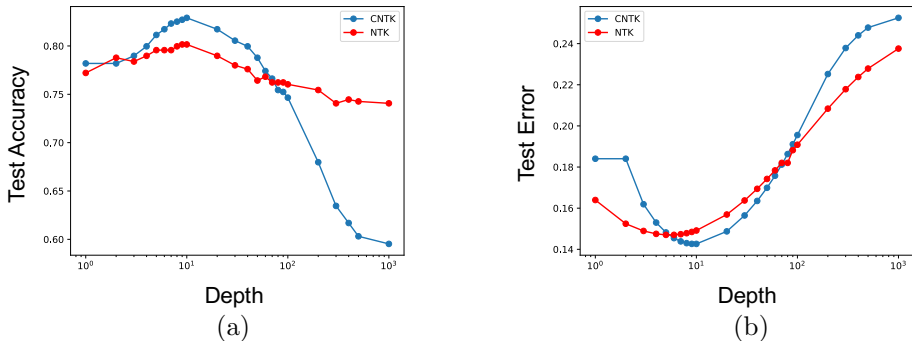 CNTK
NTK
0.80
0.75
0.70
0.65
0.60
Test Accuracy
10^0
10^1
10^2
10^3
Depth
(a)
CNTK
NTK
0.24
0.22
0.20
0.18
0.16
0.14
Test Error
10^0
10^1
10^2
10^3
Depth
(b)